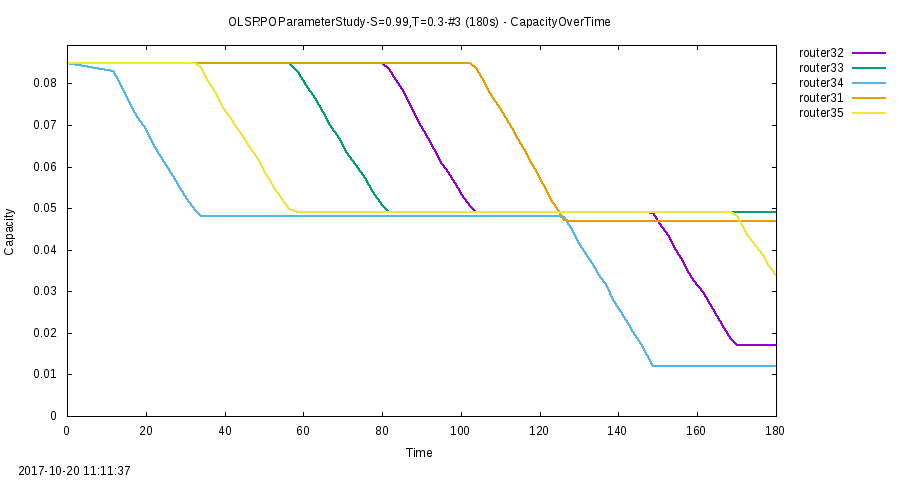 OLSRPOParameterStudy-S=0.99,T=0.3-#3 (180s) - CapacityOverTime
router32
router33
router34
router31
router35
0.08
0.07
0.06
0.05
0.04
0.03
0.02
0.01
0
Capacity
0 20 40 60 80 100 120 140 160 180
Time
2017-10-20 11:11:37